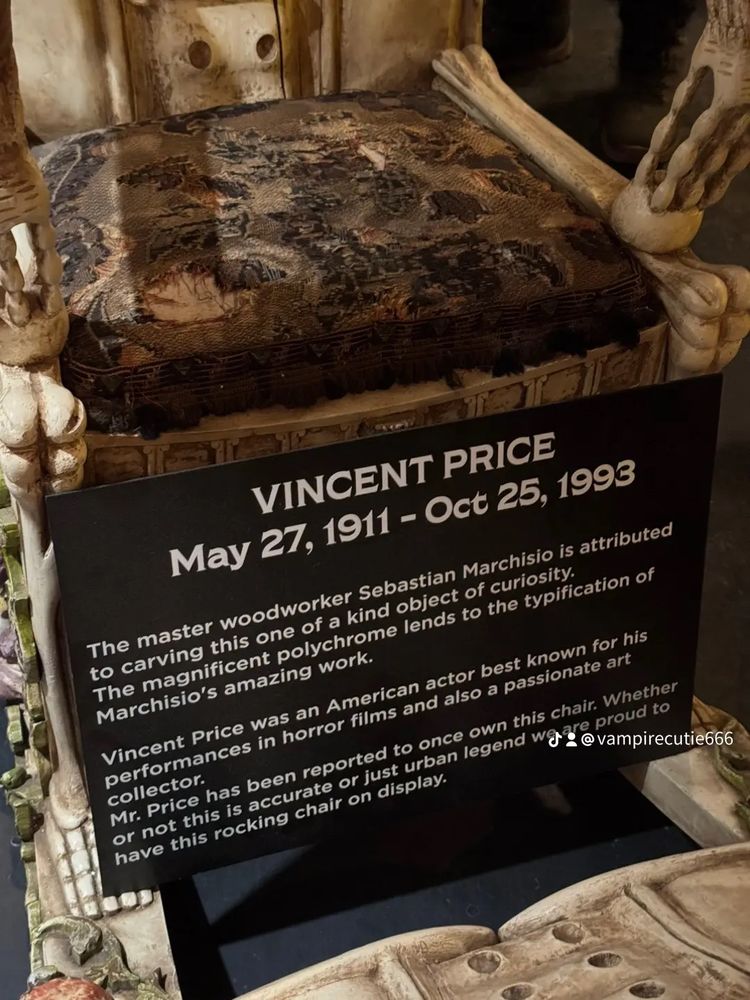 VINCENT PRICE
May 27, 1911 – Oct 25, 1993
The master woodworker Sebastian Marchisio is attributed
to carving this one of a kind object of curiosity.
The magnificent polychrome lends to the typification of
Marchisio's amazing work.
Vincent Price was an American actor best known for his
performances in horror films and also a passionate art
collector.
Mr. Price has been reported to once own this chair. Whether
or not this is accurate or just urban legend we are proud to
have this rocking chair on display.
@vampirecutie666